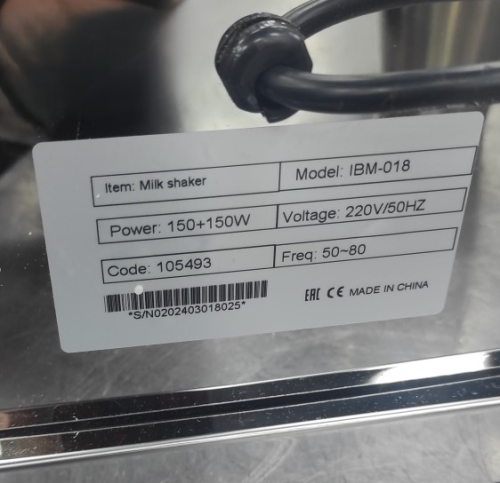 Item: Milk shaker
Model: IBM-018
Power: 150+150W
Voltage: 220V/50HZ
Code: 105493
Freq: 50~80
*S/N0202403018025*
EAC CE MADE IN CHINA